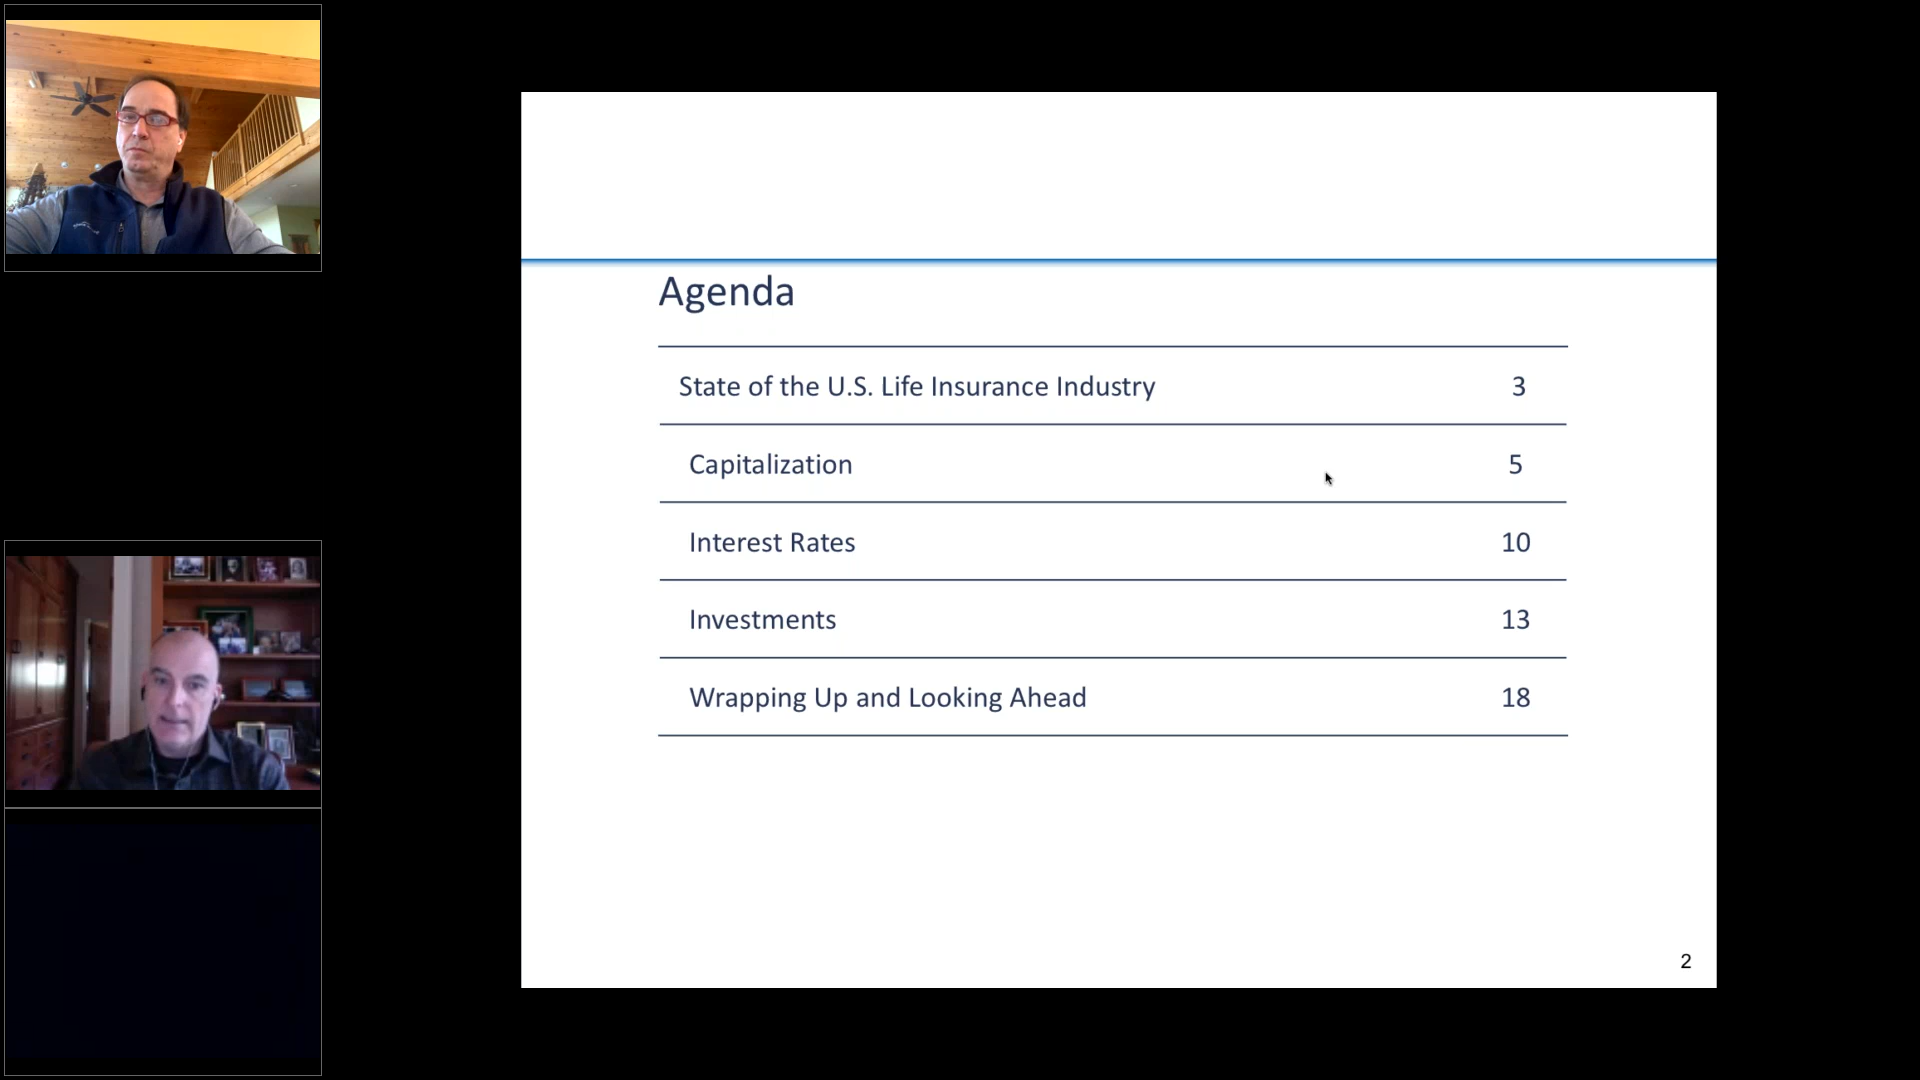 Agenda
State of the U.S. Life Insurance Industry 3
Capitalization 5
Interest Rates 10
Investments 13
Wrapping Up and Looking Ahead 18
2